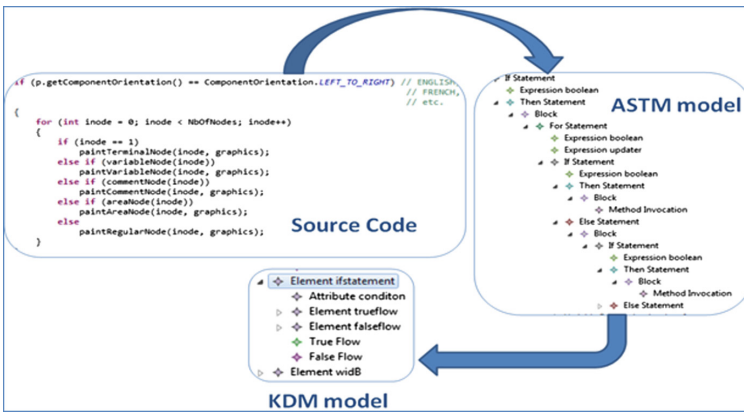 if (p.getComponentOrientation() == ComponentOrientation.LEFT_TO_RIGHT) // ENGLISH,
// FRENCH,
// etc.
{
for (int inode = 0; inode < NbOfNodes; inode++)
{
if (inode == 1)
paintTerminalNode(inode, graphics);
else if (variableNode(inode))
paintVariableNode(inode, graphics);
else if (commentNode(inode))
paintCommentNode(inode, graphics);
else if (areaNode(inode))
paintAreaNode(inode, graphics);
else
paintRegularNode(inode, graphics);
}
Source Code
ASTM model
If Statement
Expression boolean
Then Statement
Block
For Statement
Expression boolean
Expression updater
If Statement
Expression boolean
Then Statement
Block
Method Invocation
Else Statement
Block
If Statement
Expression boolean
Then Statement
Block
Method Invocation
Else Statement
Element ifstatement
Attribute conditon
Element trueflow
Element falseflow
True Flow
False Flow
Element widB
KDM model